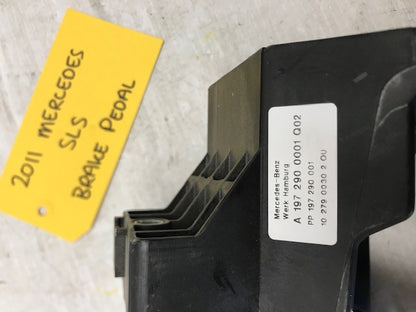 2011 MERCEDES
SLS
BRAKE PEDAL
Mercedes-Benz
Werk Hamburg
A 197 290 0001 Q02
PP 197 290 001
10 279 0030 2 OU